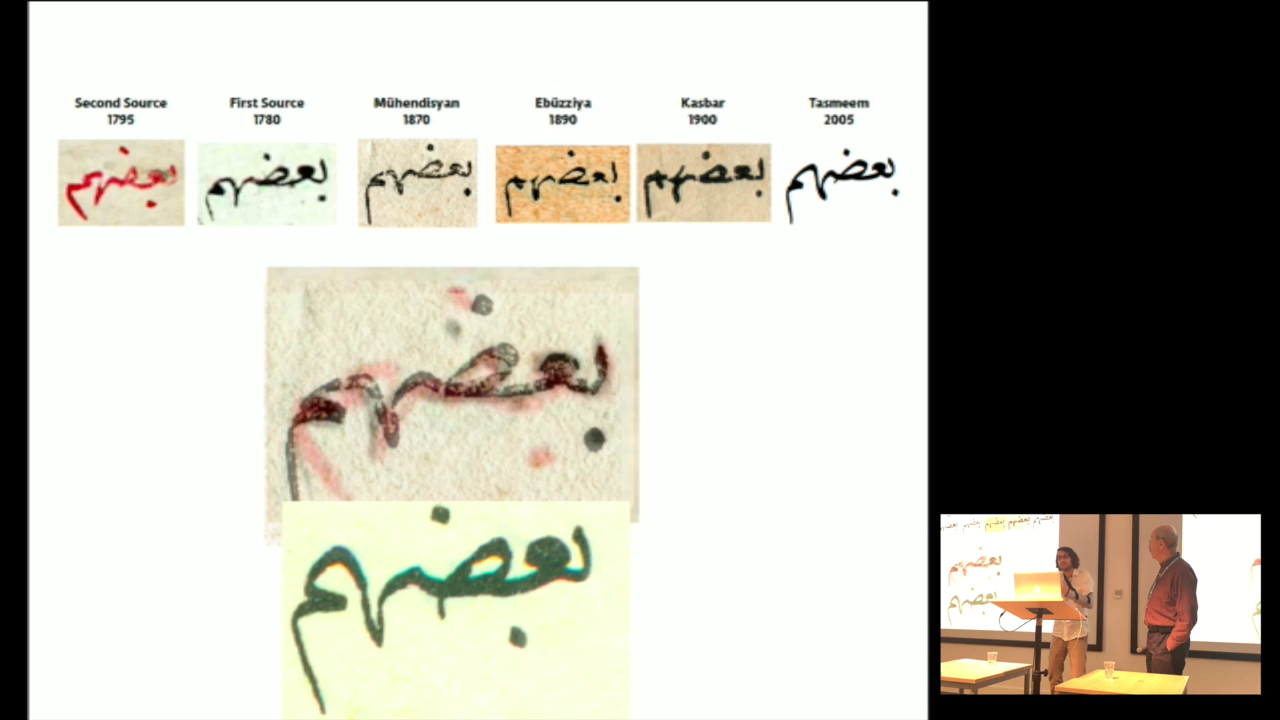 Second Source First Source Mühendisyan Ebüzziya Kasbar Tasmeem
1795 1780 1870 1890 1900 2005
بعضهم بعضهم بعضهم بعضهم بعضهم بعضهم
بعضهم
بعضهم